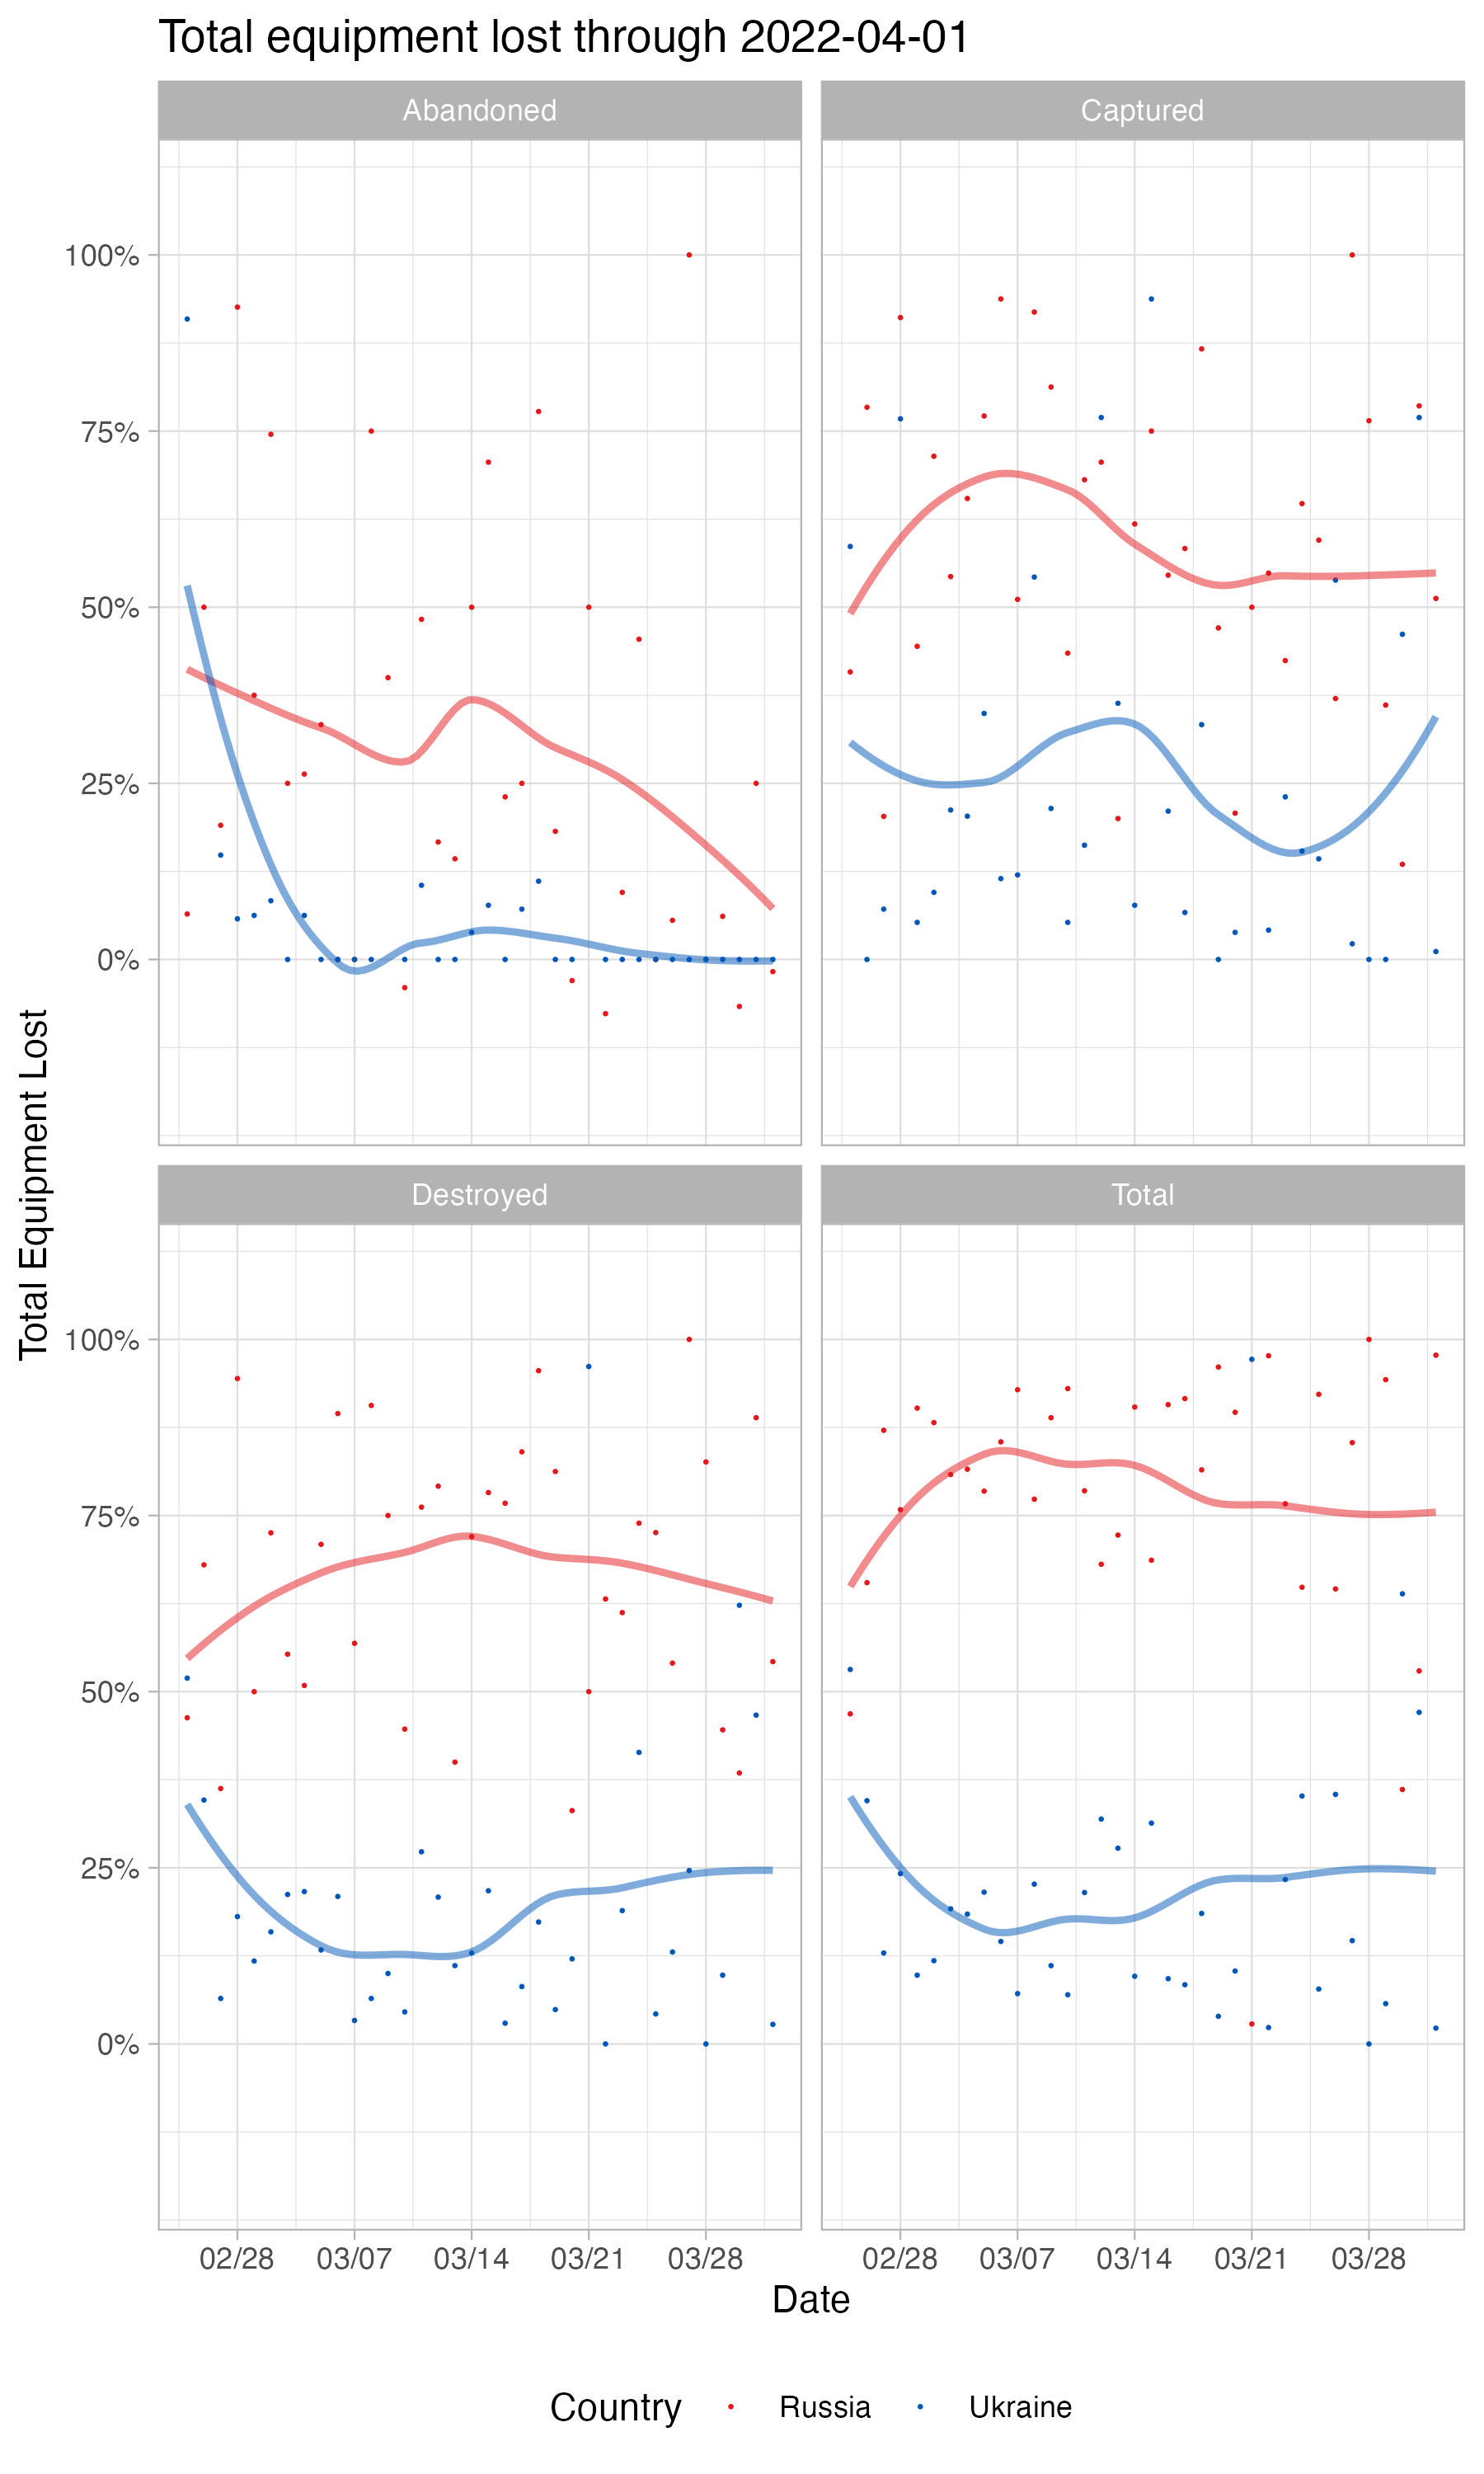 Total equipment lost through 2022-04-01
Abandoned
Captured
100%
75%
50%
25%
0%
Total Equipment Lost
Destroyed
Total
100%
75%
50%
25%
0%
02/28 03/07 03/14 03/21 03/28
02/28 03/07 03/14 03/21 03/28
Date
Country Russia Ukraine